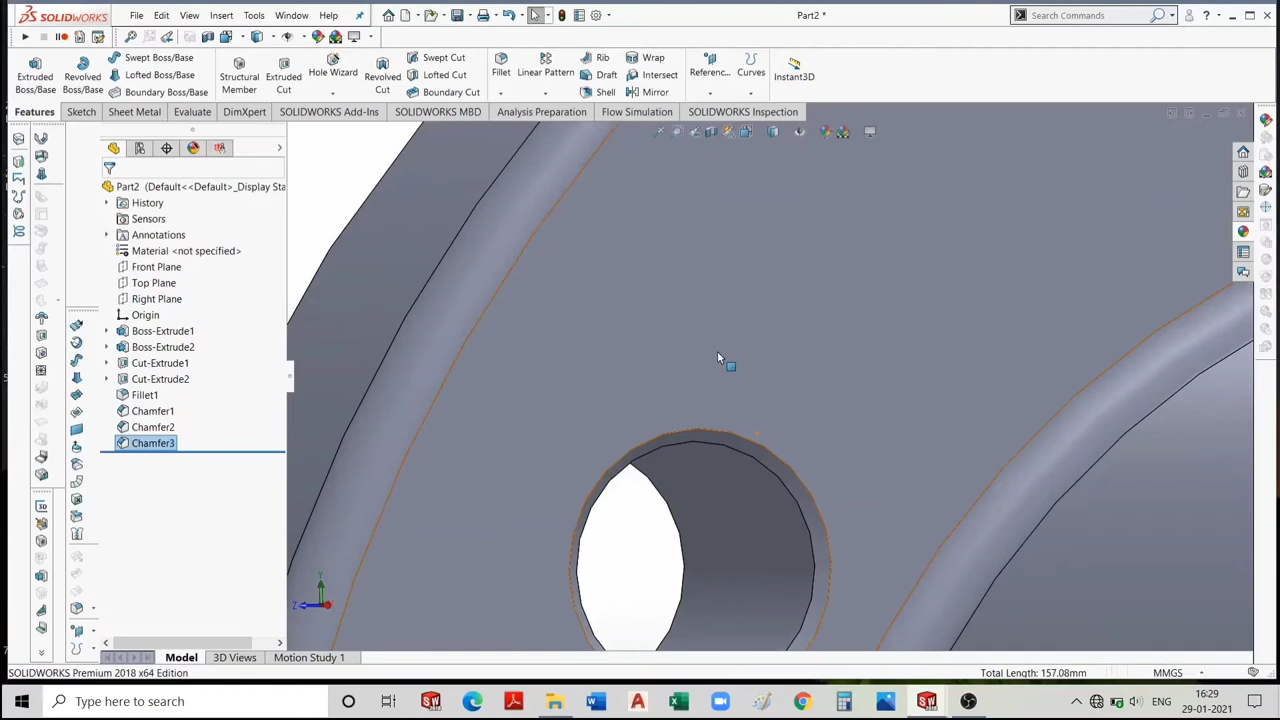 SOLIDWORKS
File
Edit
View
Insert
Tools
Window
Help
Part2 *
Search Commands
Extruded
Boss/Base
Revolved
Boss/Base
Swept Boss/Base
Lofted Boss/Base
Boundary Boss/Base
Structural
Member
Extruded
Cut
Hole Wizard
Revolved
Cut
Swept Cut
Lofted Cut
Boundary Cut
Fillet
Linear Pattern
Rib
Draft
Shell
Wrap
Intersect
Mirror
Referenc...
Curves
Instant3D
Features
Sketch
Sheet Metal
Evaluate
DimXpert
SOLIDWORKS Add-Ins
SOLIDWORKS MBD
Analysis Preparation
Flow Simulation
SOLIDWORKS Inspection
Part2 (Default<<Default>_Display Sta
History
Sensors
Annotations
Material <not specified>
Front Plane
Top Plane
Right Plane
Origin
Boss-Extrude1
Boss-Extrude2
Cut-Extrude1
Cut-Extrude2
Fillet1
Chamfer1
Chamfer2
Chamfer3
3D
Y
Z
Model
3D Views
Motion Study 1
SOLIDWORKS Premium 2018 x64 Edition
Total Length: 157.08mm
MMGS
Type here to search
16:29
29-01-2021